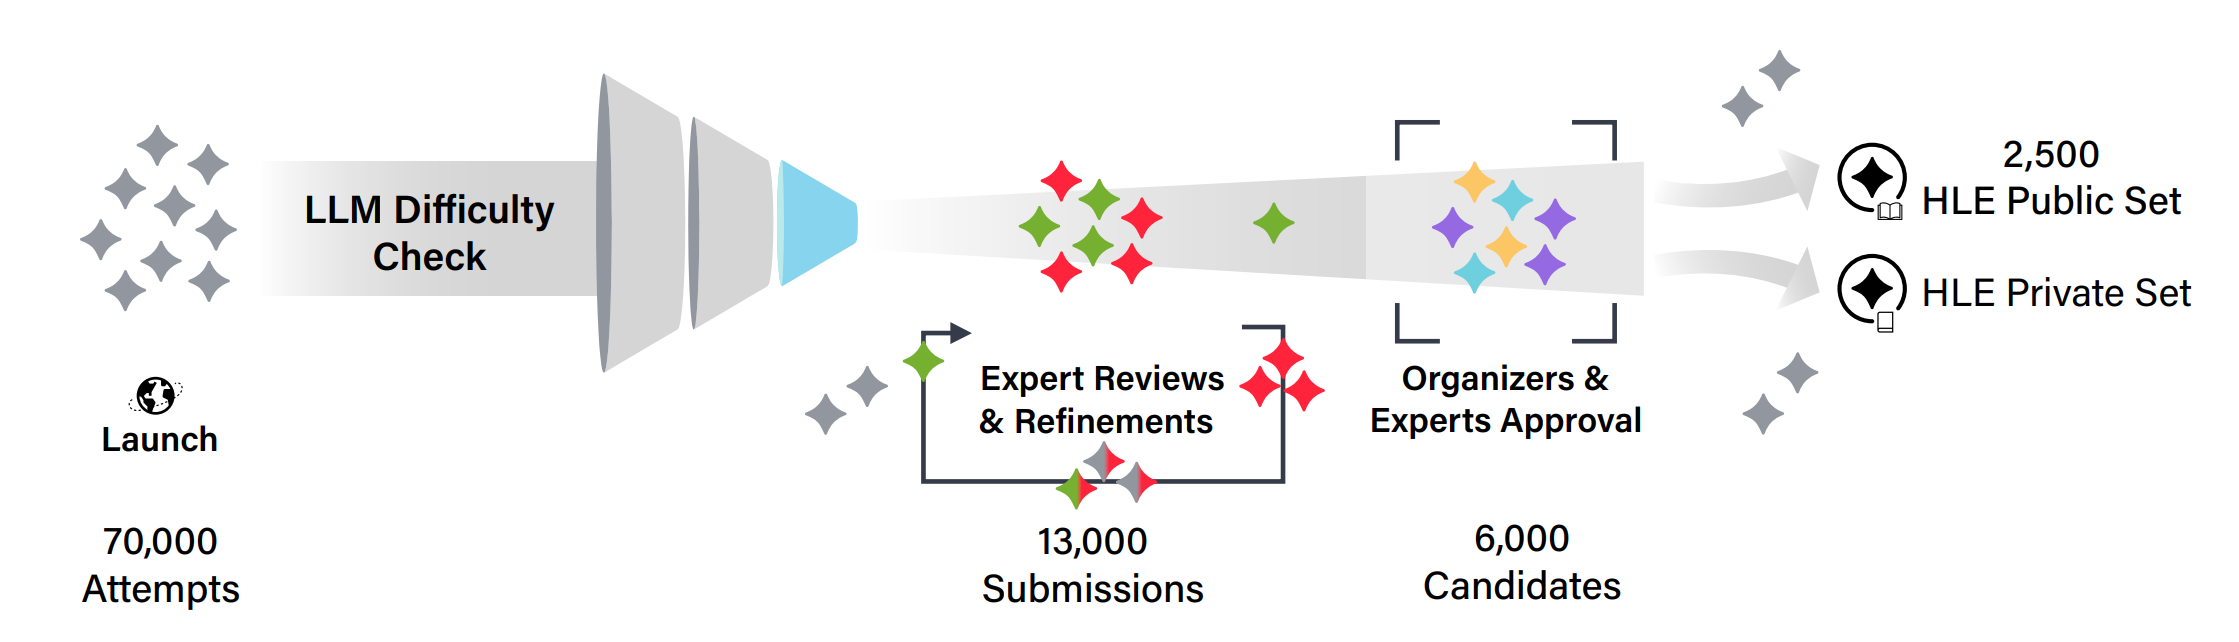 LLM Difficulty
Check
Launch
70,000
Attempts
Expert Reviews
& Refinements
13,000
Submissions
Organizers &
Experts Approval
6,000
Candidates
2,500
HLE Public Set
HLE Private Set